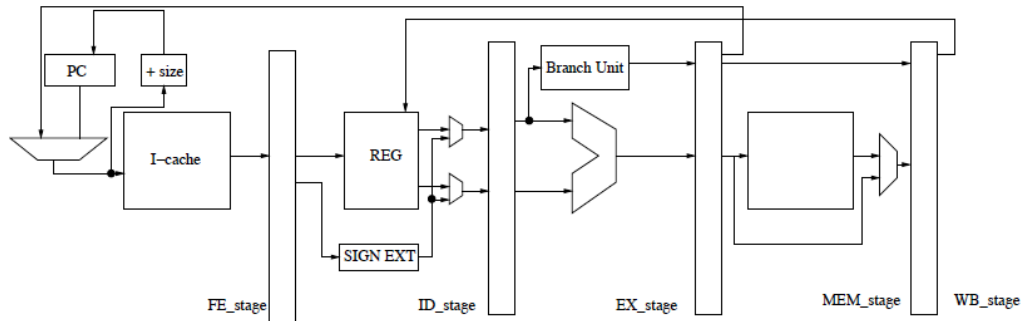 PC
+ size
I-cache
REG
SIGN EXT
Branch Unit
FE_stage
ID_stage
EX_stage
MEM_stage
WB_stage